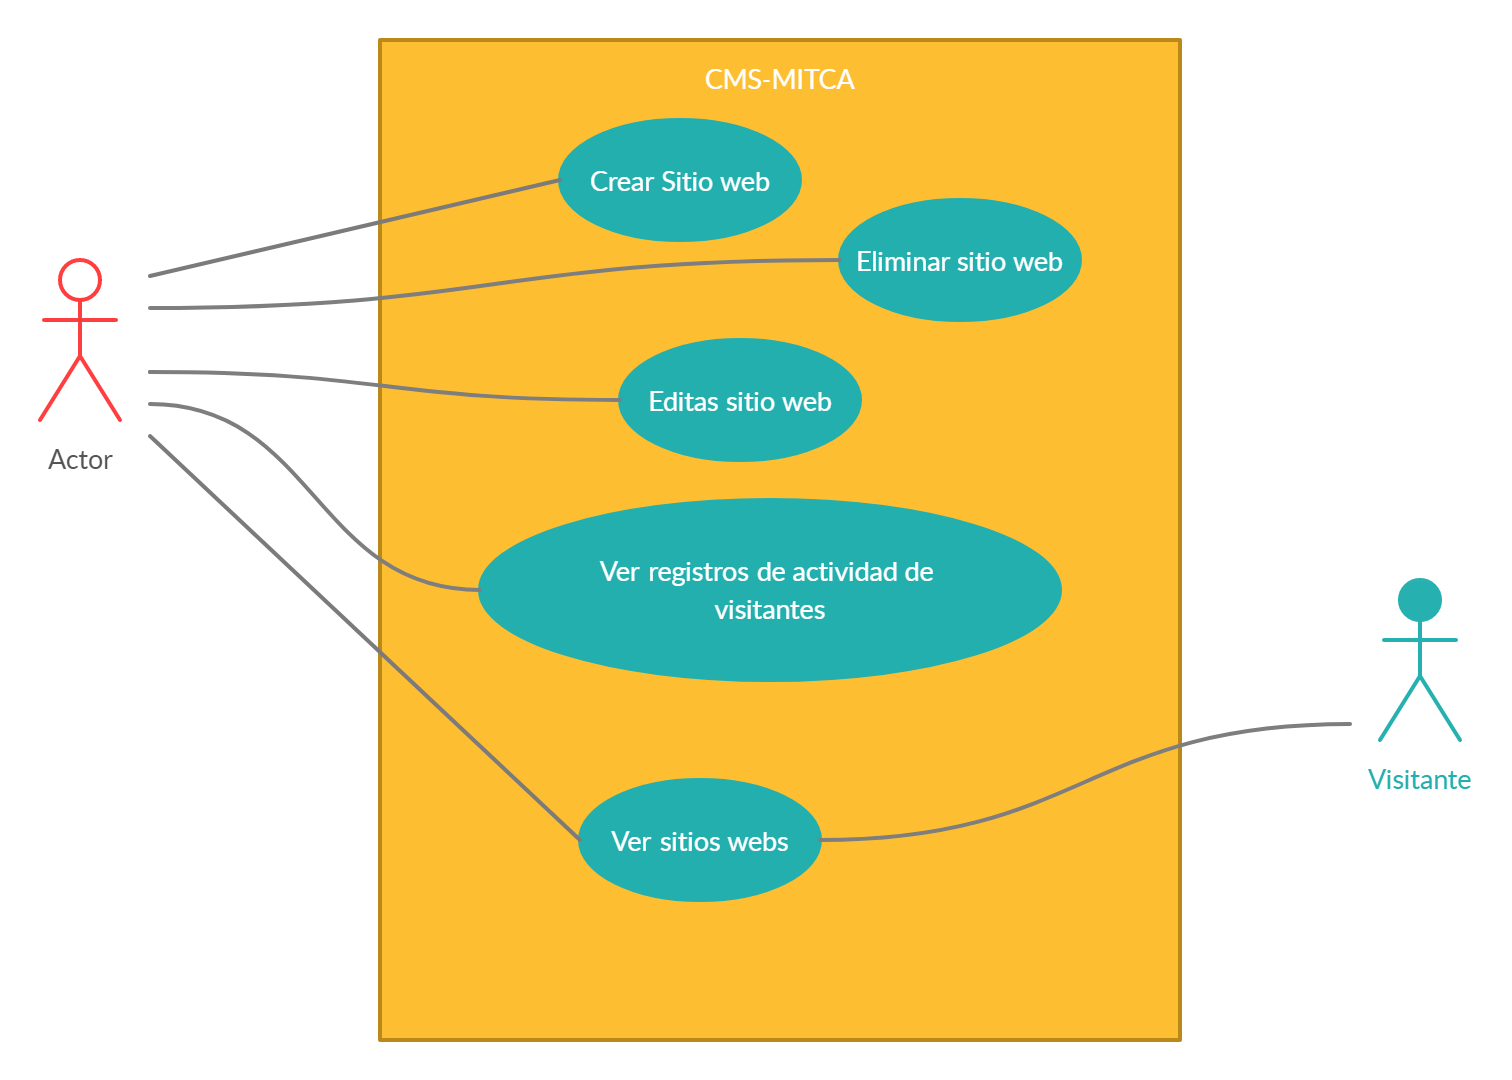 CMS-MITCA
Crear Sitio web
Eliminar sitio web
Editas sitio web
Actor
Ver registros de actividad de
visitantes
Visitante
Ver sitios webs